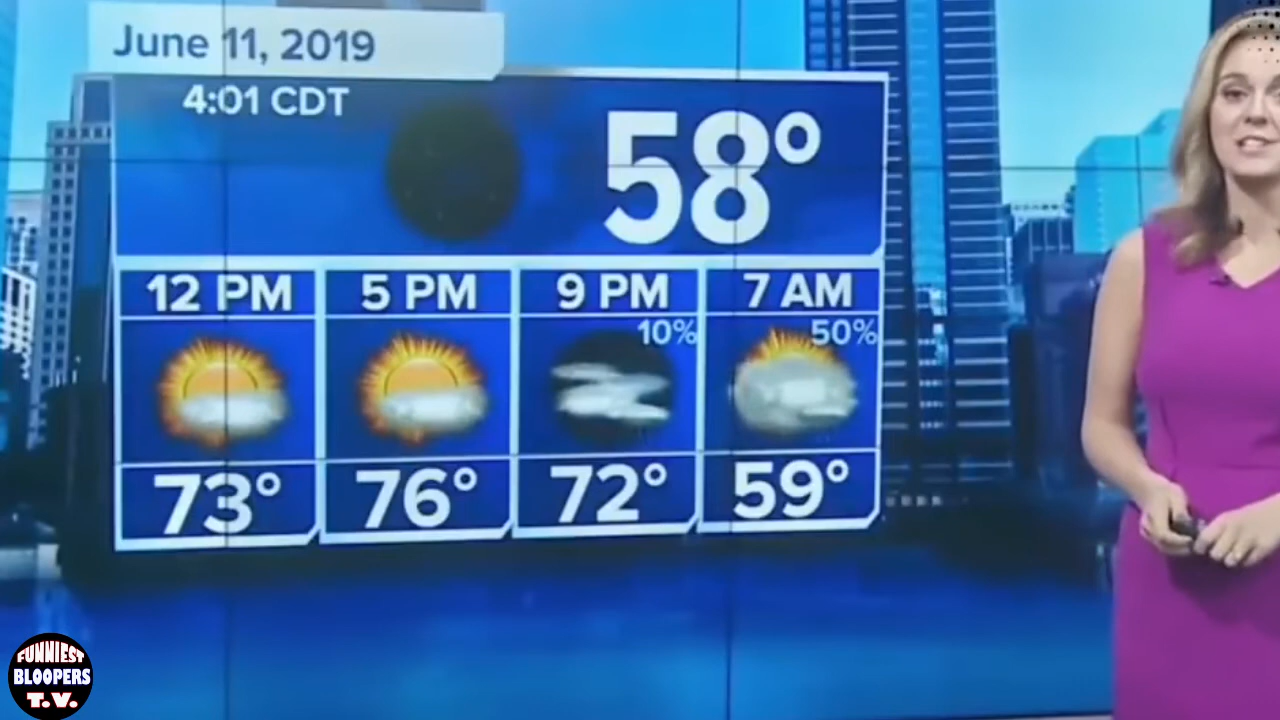 June 11, 2019
4:01 CDT
58°
12 PM
5 PM
9 PM
7 AM
10%
50%
73°
76°
72°
59°
FUNNIEST
BLOOPERS
T.V.